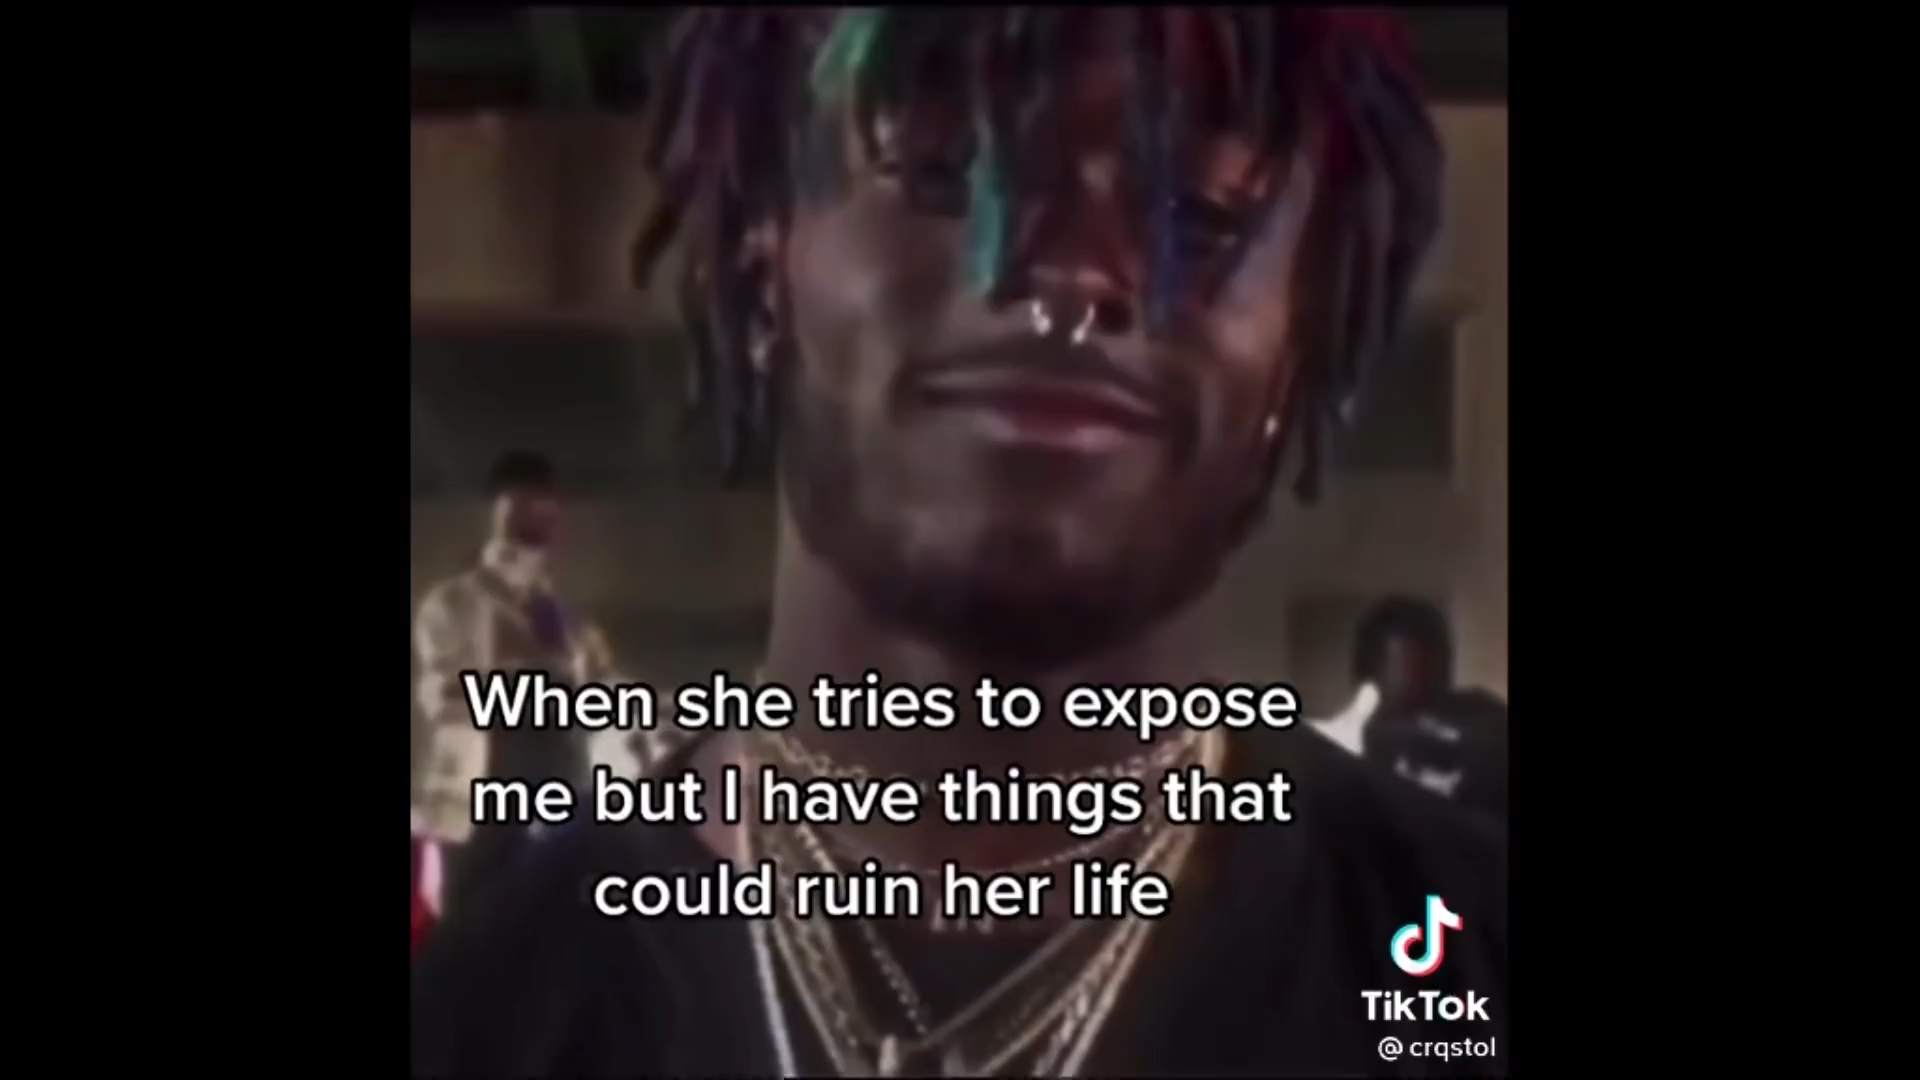 When she tries to expose
me but I have things that
could ruin her life
TikTok
@crqstol